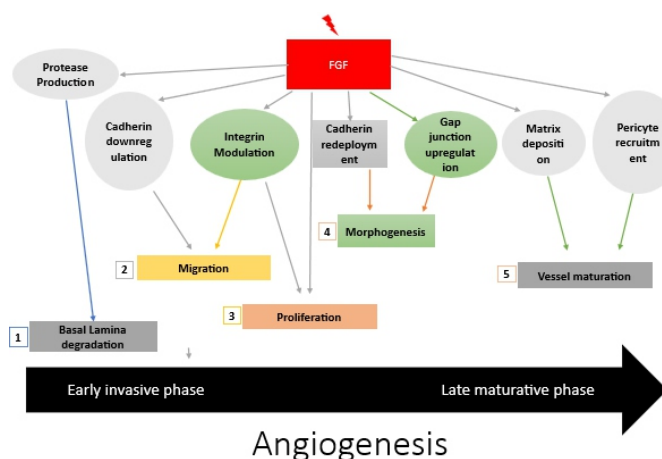 FGF
Protease
Production
Cadherin
downreg
ulation
Integrin
Modulation
Cadherin
redeploym
ent
Gap
junction
upregulat
ion
Matrix
depositi
on
Pericyte
recruitm
ent
4
Morphogenesis
2
Migration
5
Vessel maturation
3
Proliferation
1
Basal Lamina
degradation
Early invasive phase
Late maturative phase
Angiogenesis